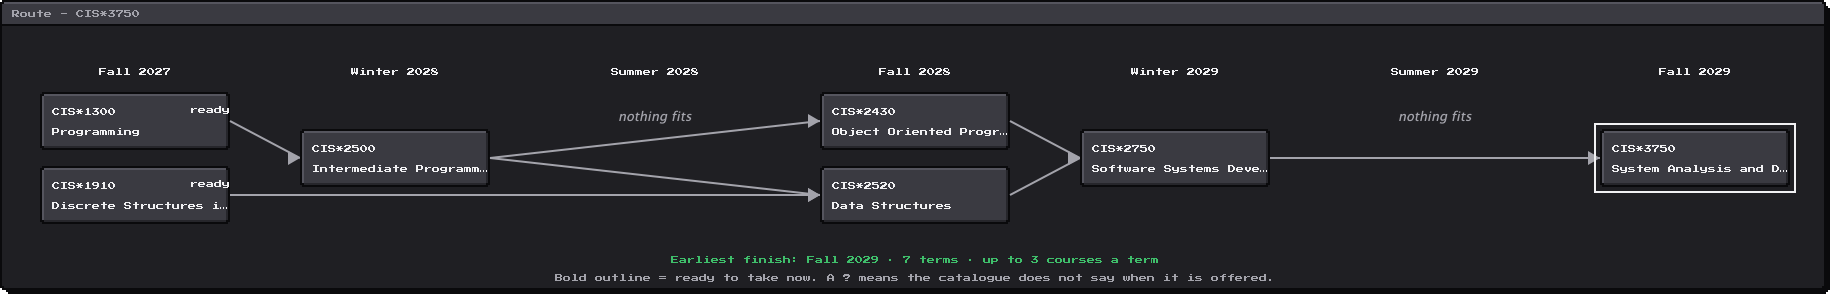 Route - CIS*3750
Fall 2027
Winter 2028
Summer 2028
Fall 2028
Winter 2029
Summer 2029
Fall 2029
CIS*1300 ready
Programming
CIS*1910 ready
Discrete Structures i…
CIS*2500
Intermediate Programm…
nothing fits
CIS*2430
Object Oriented Progr…
CIS*2520
Data Structures
CIS*2750
Software Systems Deve…
nothing fits
CIS*3750
System Analysis and D…
Earliest finish: Fall 2029 · 7 terms · up to 3 courses a term
Bold outline = ready to take now. A ? means the catalogue does not say when it is offered.